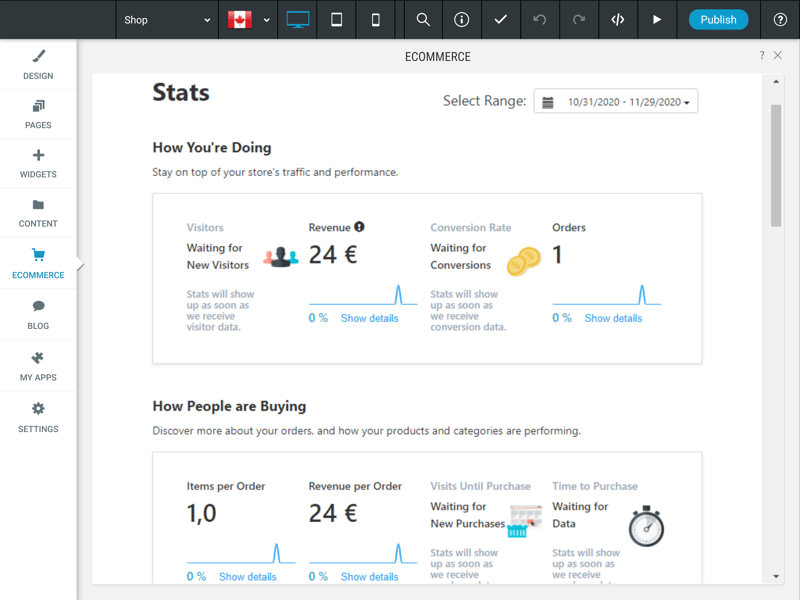 Shop
Publish
DESIGN
PAGES
WIDGETS
CONTENT
ECOMMERCE
BLOG
MY APPS
SETTINGS
ECOMMERCE
?
Stats
Select Range: 10/31/2020 - 11/29/2020
How You're Doing
Stay on top of your store's traffic and performance.
Visitors
Waiting for
New Visitors
Stats will show
up as soon as
we receive
visitor data.
Revenue
24 €
0 % Show details
Conversion Rate
Waiting for
Conversions
Stats will show
up as soon as
we receive
conversion data.
Orders
1
0 % Show details
How People are Buying
Discover more about your orders, and how your products and categories are performing.
Items per Order
1,0
0 % Show details
Revenue per Order
24 €
0 % Show details
Visits Until Purchase
Waiting for
New Purchases
Stats will show
up as soon as
we receive
Time to Purchase
Waiting for
Data
Stats will show
up as soon as
we receive